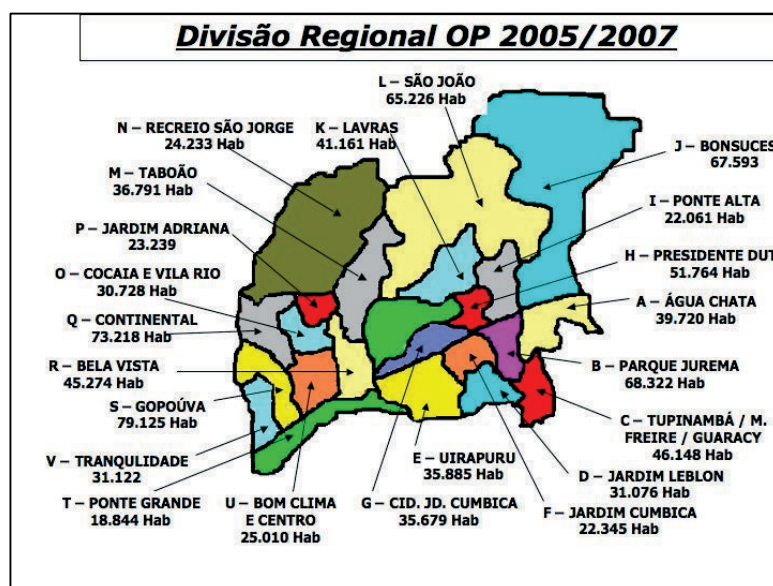 Divisão Regional OP 2005/2007
L – SÃO JOÃO
65.226 Hab
N – RECREIO SÃO JORGE
24.233 Hab
K – LAVRAS
41.161 Hab
J – BONSUCES
67.593
M – TABOÃO
36.791 Hab
I – PONTE ALTA
22.061 Hab
P – JARDIM ADRIANA
23.239
H – PRESIDENTE DUT
51.764 Hab
O – COCAIA E VILA RIO
30.728 Hab
A – ÁGUA CHATA
39.720 Hab
Q – CONTINENTAL
73.218 Hab
R – BELA VISTA
45.274 Hab
B – PARQUE JUREMA
68.322 Hab
S – GOPOÚVA
79.125 Hab
C – TUPINAMBÁ / M.
FREIRE / GUARACY
46.148 Hab
V – TRANQULIDADE
31.122
E – UIRAPURU
35.885 Hab
D – JARDIM LEBLON
31.076 Hab
T – PONTE GRANDE
18.844 Hab
U – BOM CLIMA
E CENTRO
25.010 Hab
G – CID. JD. CUMBICA
35.679 Hab
F – JARDIM CUMBICA
22.345 Hab